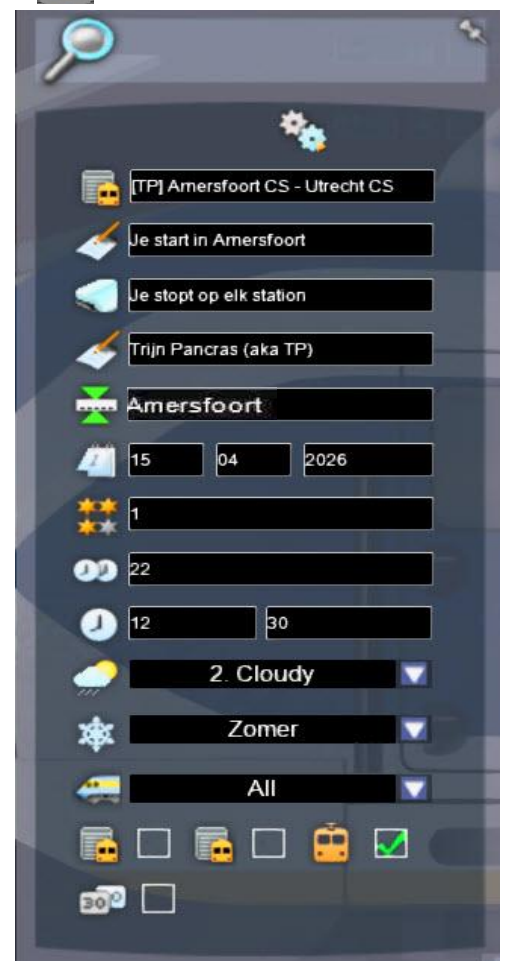 [TP] Amersfoort CS - Utrecht CS
Je start in Amersfoort
Je stopt op elk station
Trijn Pancras (aka TP)
Amersfoort
15 04 2026
1
22
12 30
2. Cloudy
Zomer
All
30